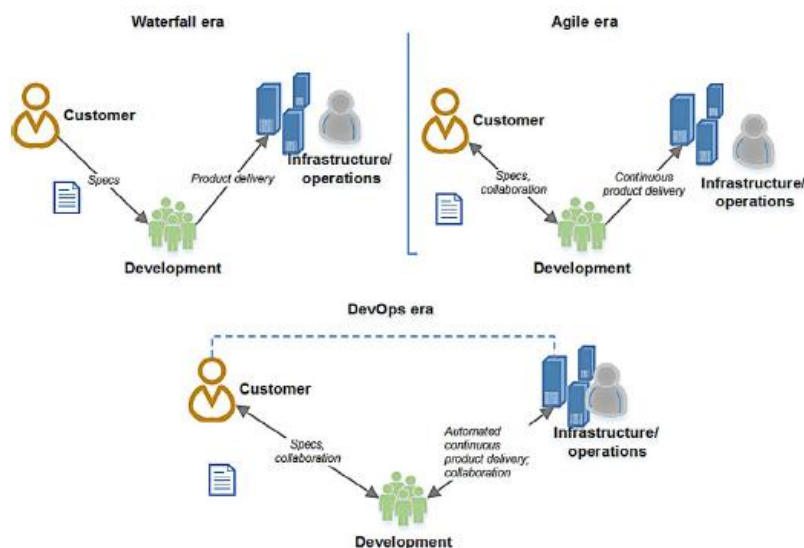 Waterfall era
Customer
Specs
Product delivery
Infrastructure/
operations
Development
Agile era
Customer
Specs,
collaboration
Continuous
product delivery
Infrastructure/
operations
Development
DevOps era
Customer
Specs,
collaboration
Automated
continuous
product delivery;
collaboration
Infrastructure/
operations
Development